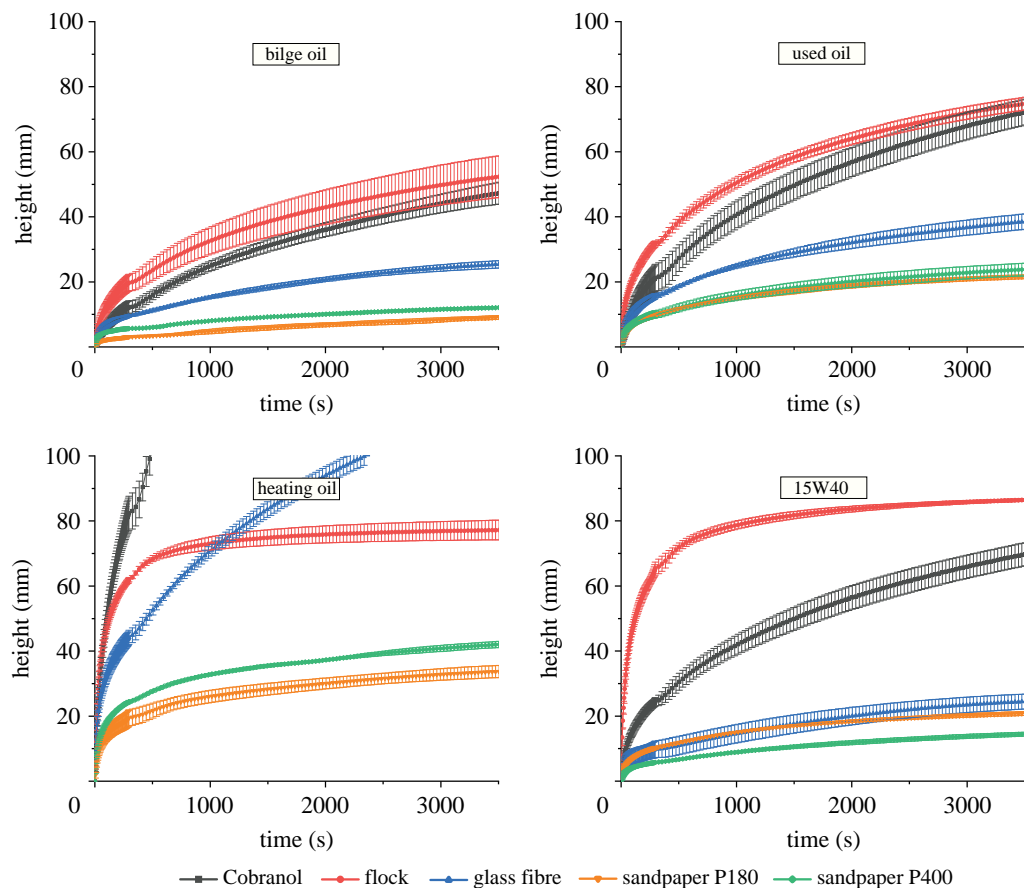 100
80
60
40
20
0
height (mm)
bilge oil
1000 2000 3000
time (s)
100
80
60
40
20
0
height (mm)
used oil
1000 2000 3000
time (s)
100
80
60
40
20
0
height (mm)
heating oil
1000 2000 3000
time (s)
100
80
60
40
20
0
height (mm)
15W40
1000 2000 3000
time (s)
Cobranol flock glass fibre sandpaper P180 sandpaper P400